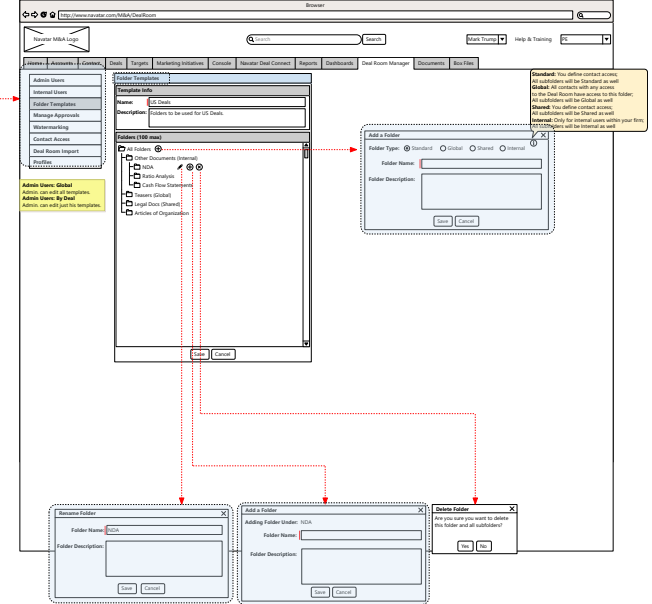 Browser
http://www.navatar.com/M&A/DealRoom
Navatar M&A Logo
Search
Search
Mark Trump
Help & Training
PE
Home
Accounts
Contact
Deals
Targets
Marketing Initiatives
Console
Navatar Deal Connect
Reports
Dashboards
Deal Room Manager
Documents
Box Files
Admin Users
Internal Users
Folder Templates
Manage Approvals
Watermarking
Contact Access
Deal Room Import
Profiles
Admin Users: Global
Admin. can edit all templates.
Admin Users: By Deal
Admin. can edit just his templates.
Folder Templates
Template Info
Name: US Deals
Description: Folders to be used for US Deals.
Folders (100 max)
All Folders
Other Documents (Internal)
NDA
Ratio Analysis
Cash Flow Statements
Teasers (Global)
Legal Docs (Shared)
Articles of Organization
Save
Cancel
Standard: You define contact access;
All subfolders will be Standard as well
Global: All contacts with any access
to the Deal Room have access to this folder;
All subfolders will be Global as well
Shared: You define contact access;
All subfolders will be Shared as well
Internal: Only for internal users within your firm;
All subfolders will be Internal as well
Add a Folder X
Folder Type: Standard Global Shared Internal
Folder Name:
Folder Description:
Save Cancel
Rename Folder X
Folder Name: NDA
Folder Description:
Save Cancel
Add a Folder X
Adding Folder Under: NDA
Folder Name:
Folder Description:
Save Cancel
Delete Folder X
Are you sure you want to delete
this folder and all subfolders?
Yes No